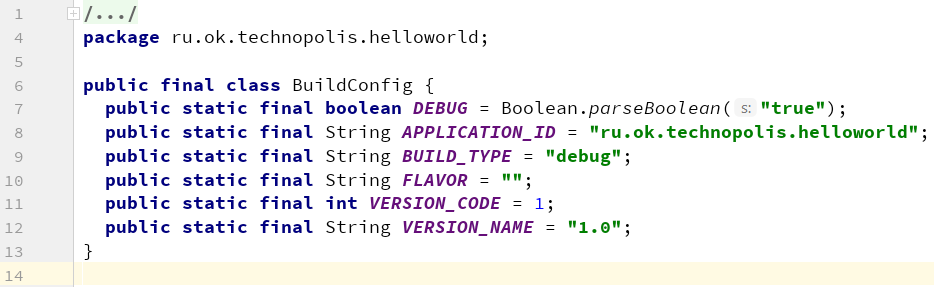 1 /.../
4 package ru.ok.technopolis.helloworld;
5
6 public final class BuildConfig {
7   public static final boolean DEBUG = Boolean.parseBoolean( s: "true");
8   public static final String APPLICATION_ID = "ru.ok.technopolis.helloworld";
9   public static final String BUILD_TYPE = "debug";
10   public static final String FLAVOR = "";
11   public static final int VERSION_CODE = 1;
12   public static final String VERSION_NAME = "1.0";
13 }
14